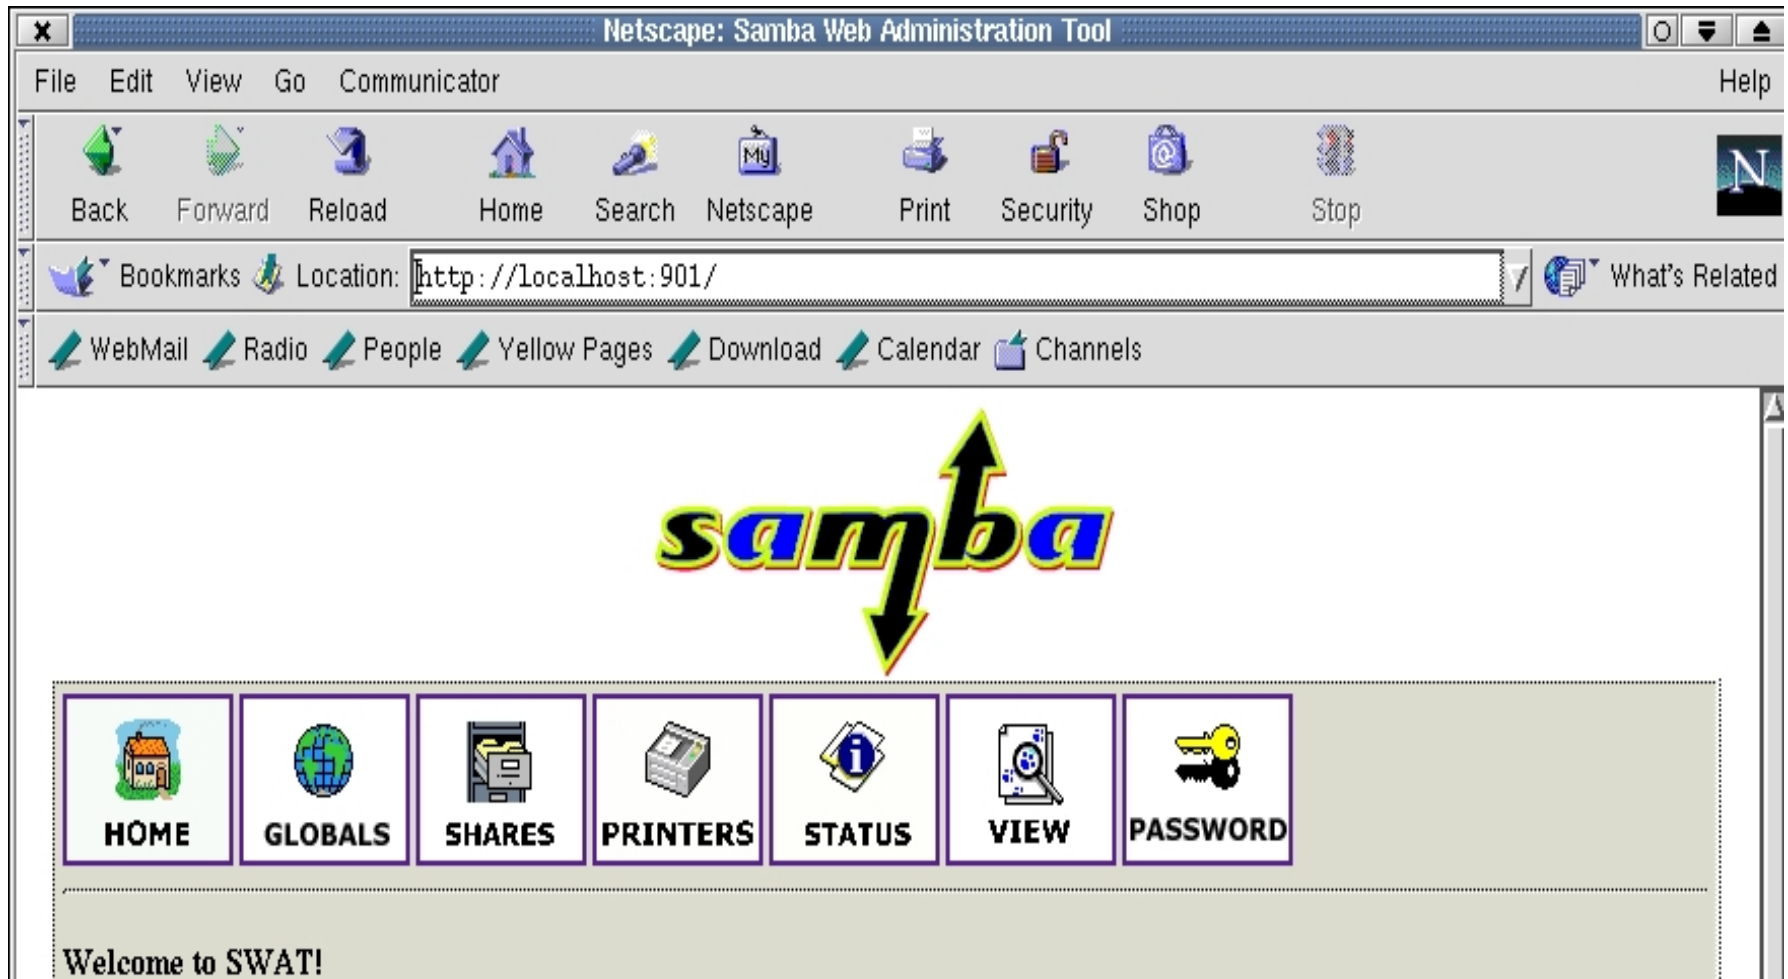 Netscape: Samba Web Administration Tool
File Edit View Go Communicator Help
My
N
Back Forward Reload Home Search Netscape Print Security Shop Stop
Bookmarks Location: http://localhost:901/ What's Related
WebMail Radio People Yellow Pages Download Calendar Channels
samba
HOME GLOBALS SHARES PRINTERS STATUS VIEW PASSWORD
Welcome to SWAT!